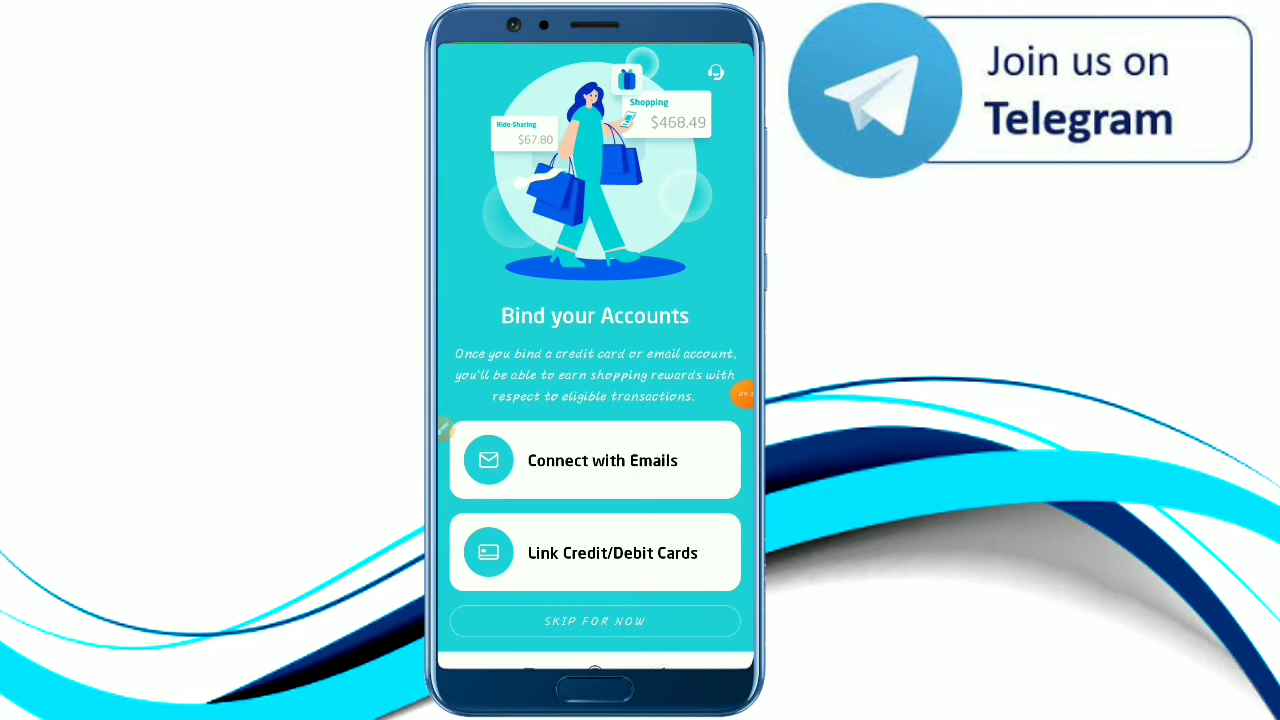 Join us on
Telegram
Shopping
$468.49
Ride-Sharing
$67.80
Bind your Accounts
Once you bind a credit card or email account,
you'll be able to earn shopping rewards with
respect to eligible transactions.
Connect with Emails
Link Credit/Debit Cards
SKIP FOR NOW